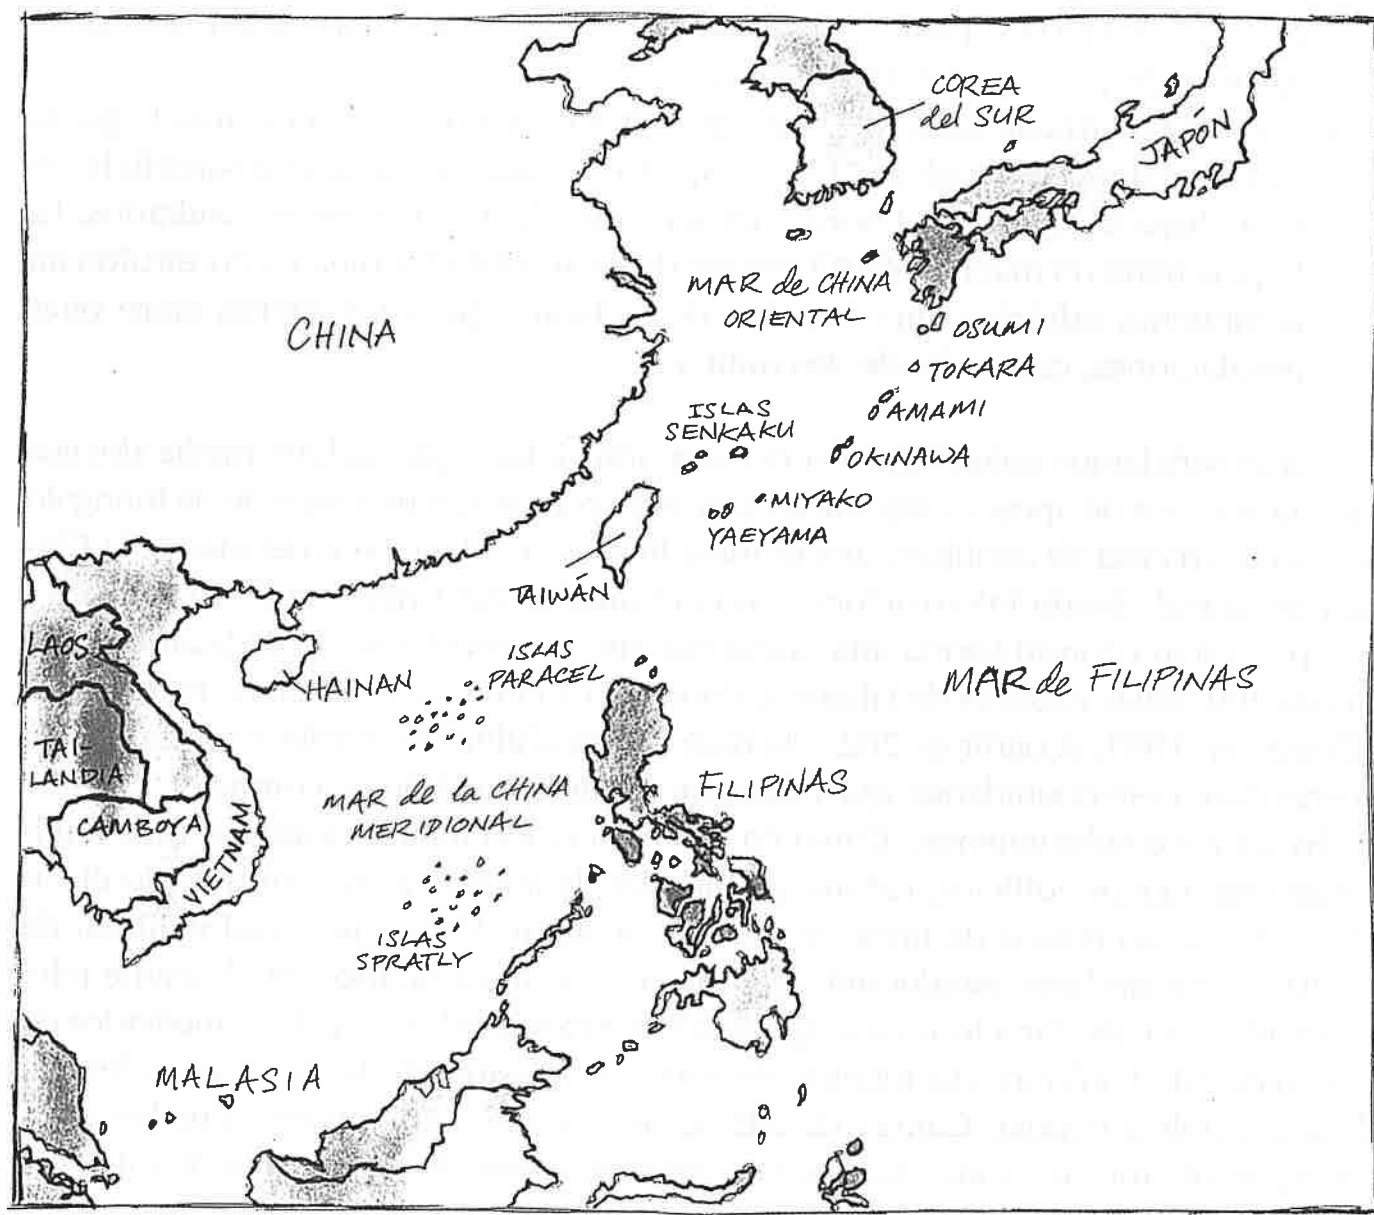 COREA
del SUR
JAPÓN
MAR de CHINA
ORIENTAL
CHINA
OSUMI
TOKARA
AMAMI
ISLAS
SENKAKU
OKINAWA
MIYAKO
YAEYAMA
TAIWÁN
LAOS
HAINAN
ISLAS
PARACEL
MAR de FILIPINAS
TAI-
LANDIA
FILIPINAS
MAR de la CHINA
MERIDIONAL
CAMBOYA
VIETNAM
ISLAS
SPRATLY
MALASIA